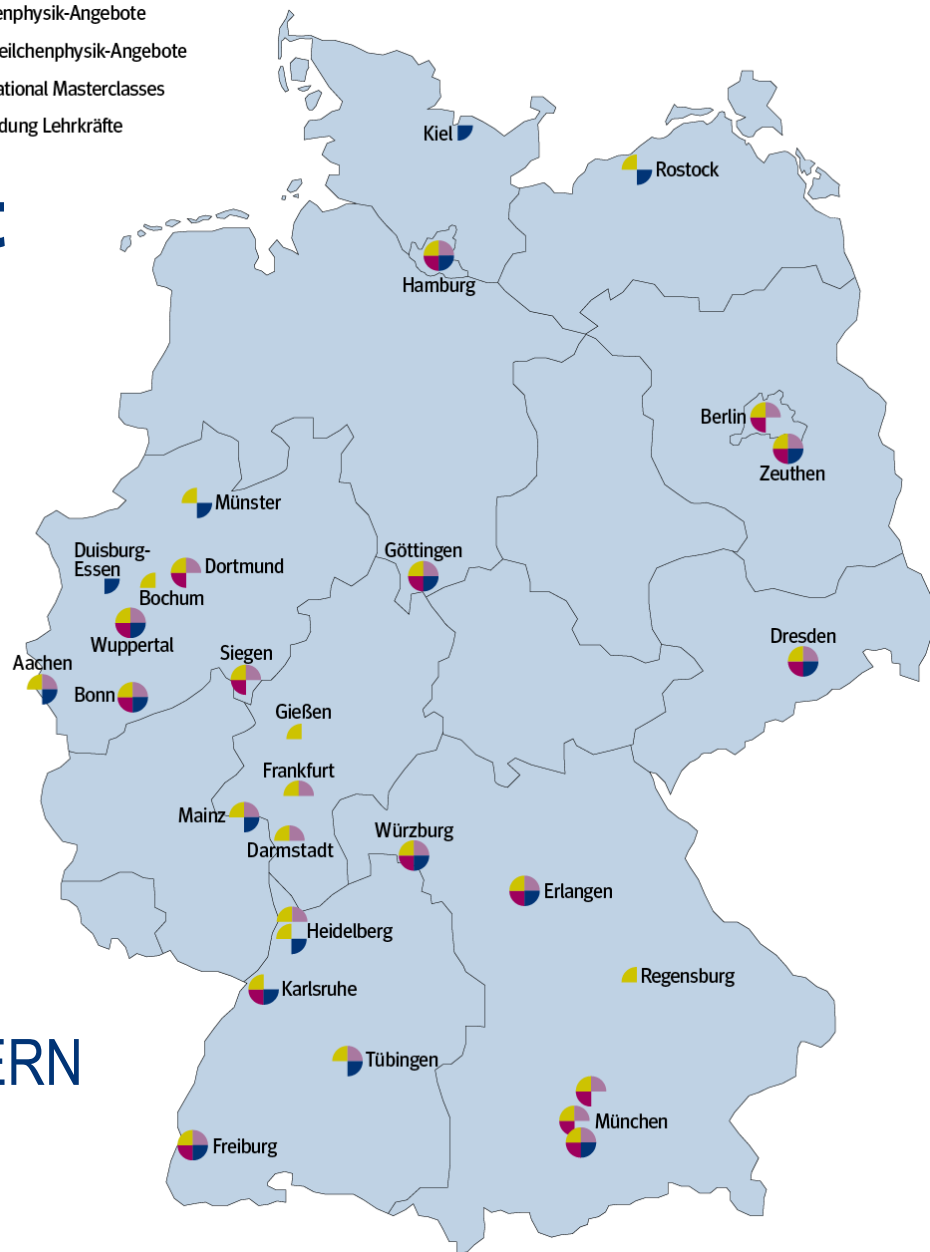 enphysik-Angebote
eilchenphysik-Angebote
ational Masterclasses
dung Lehrkräfte
Kiel
Rostock
t
Hamburg
Berlin
Zeuthen
Münster
Duisburg-
Essen
Dortmund
Göttingen
Bochum
Wuppertal
Dresden
Siegen
Aachen
Bonn
Gießen
Frankfurt
Mainz
Würzburg
Darmstadt
Erlangen
Heidelberg
Regensburg
Karlsruhe
ERN
Tübingen
München
Freiburg